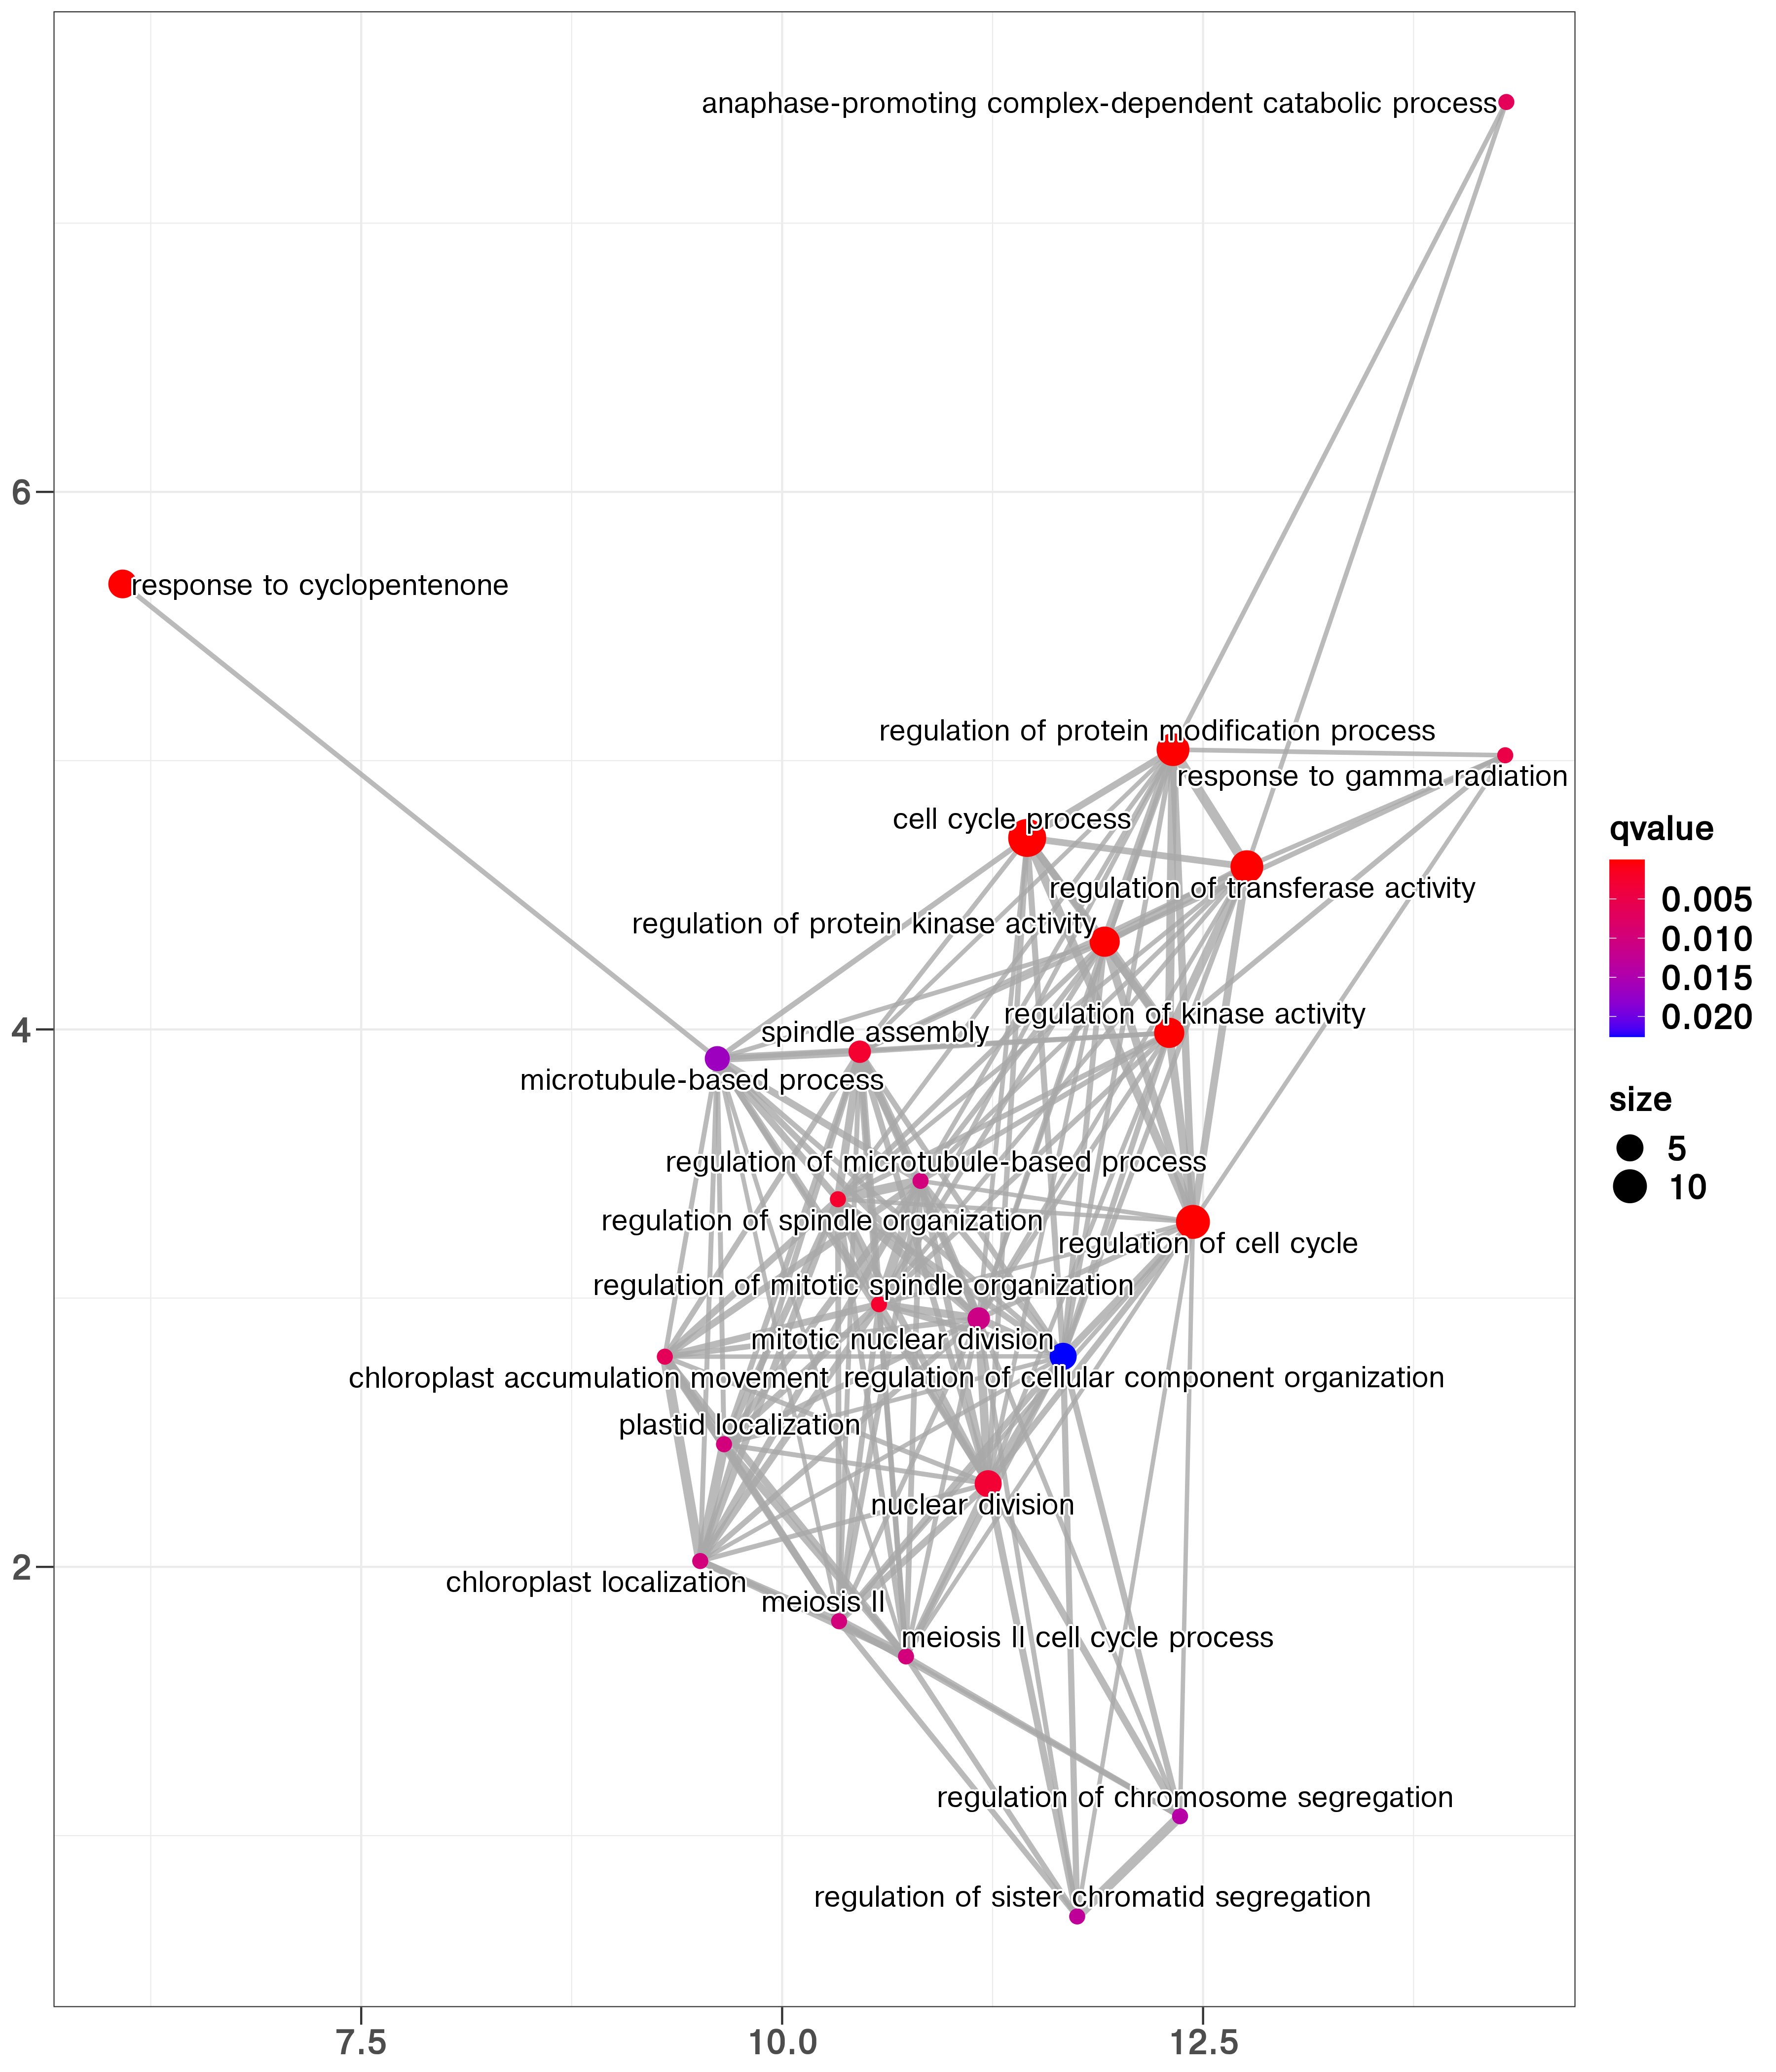 anaphase-promoting complex-dependent catabolic process
6
response to cyclopentenone
regulation of protein modification process
response to gamma radiation
cell cycle process
regulation of transferase activity
regulation of protein kinase activity
regulation of kinase activity
4
spindle assembly
microtubule-based process
regulation of microtubule-based process
regulation of spindle organization
regulation of cell cycle
regulation of mitotic spindle organization
mitotic nuclear division
chloroplast accumulation movement
regulation of cellular component organization
plastid localization
nuclear division
2
chloroplast localization
meiosis II
meiosis II cell cycle process
regulation of chromosome segregation
regulation of sister chromatid segregation
7.5
10.0
12.5
qvalue
0.005
0.010
0.015
0.020
size
5
10